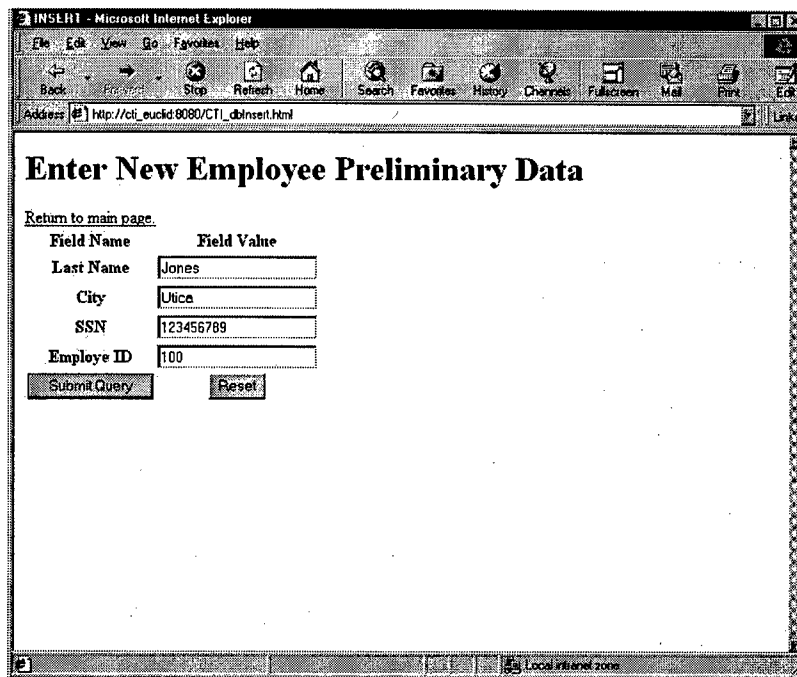 INSERT - Microsoft Internet Explorer
File Edit View Go Favorites Help
Back Forward Stop Refresh Home Search Favorites History Channels Fullscreen Mail Print Edit
Address http://cti_euclid:8080/CTI_dbInsert.html Links
Enter New Employee Preliminary Data
Return to main page.
Field Name Field Value
Last Name Jones
City Utica
SSN 123456789
Employe ID 100
Submit Query Reset
Local intranet zone